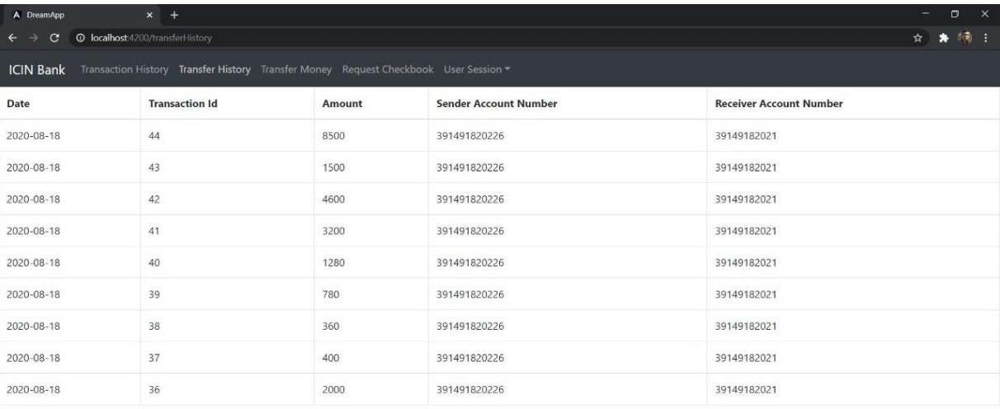 DreamApp
localhost:4200/transferHistory
ICIN Bank Transaction History Transfer History Transfer Money Request Checkbook User Session
Date Transaction Id Amount Sender Account Number Receiver Account Number
2020-08-18 44 8500 391491820226 39149182021
2020-08-18 43 1500 391491820226 39149182021
2020-08-18 42 4600 391491820226 39149182021
2020-08-18 41 3200 391491820226 39149182021
2020-08-18 40 1280 391491820226 39149182021
2020-08-18 39 780 391491820226 39149182021
2020-08-18 38 360 391491820226 39149182021
2020-08-18 37 400 391491820226 39149182021
2020-08-18 36 2000 391491820226 39149182021